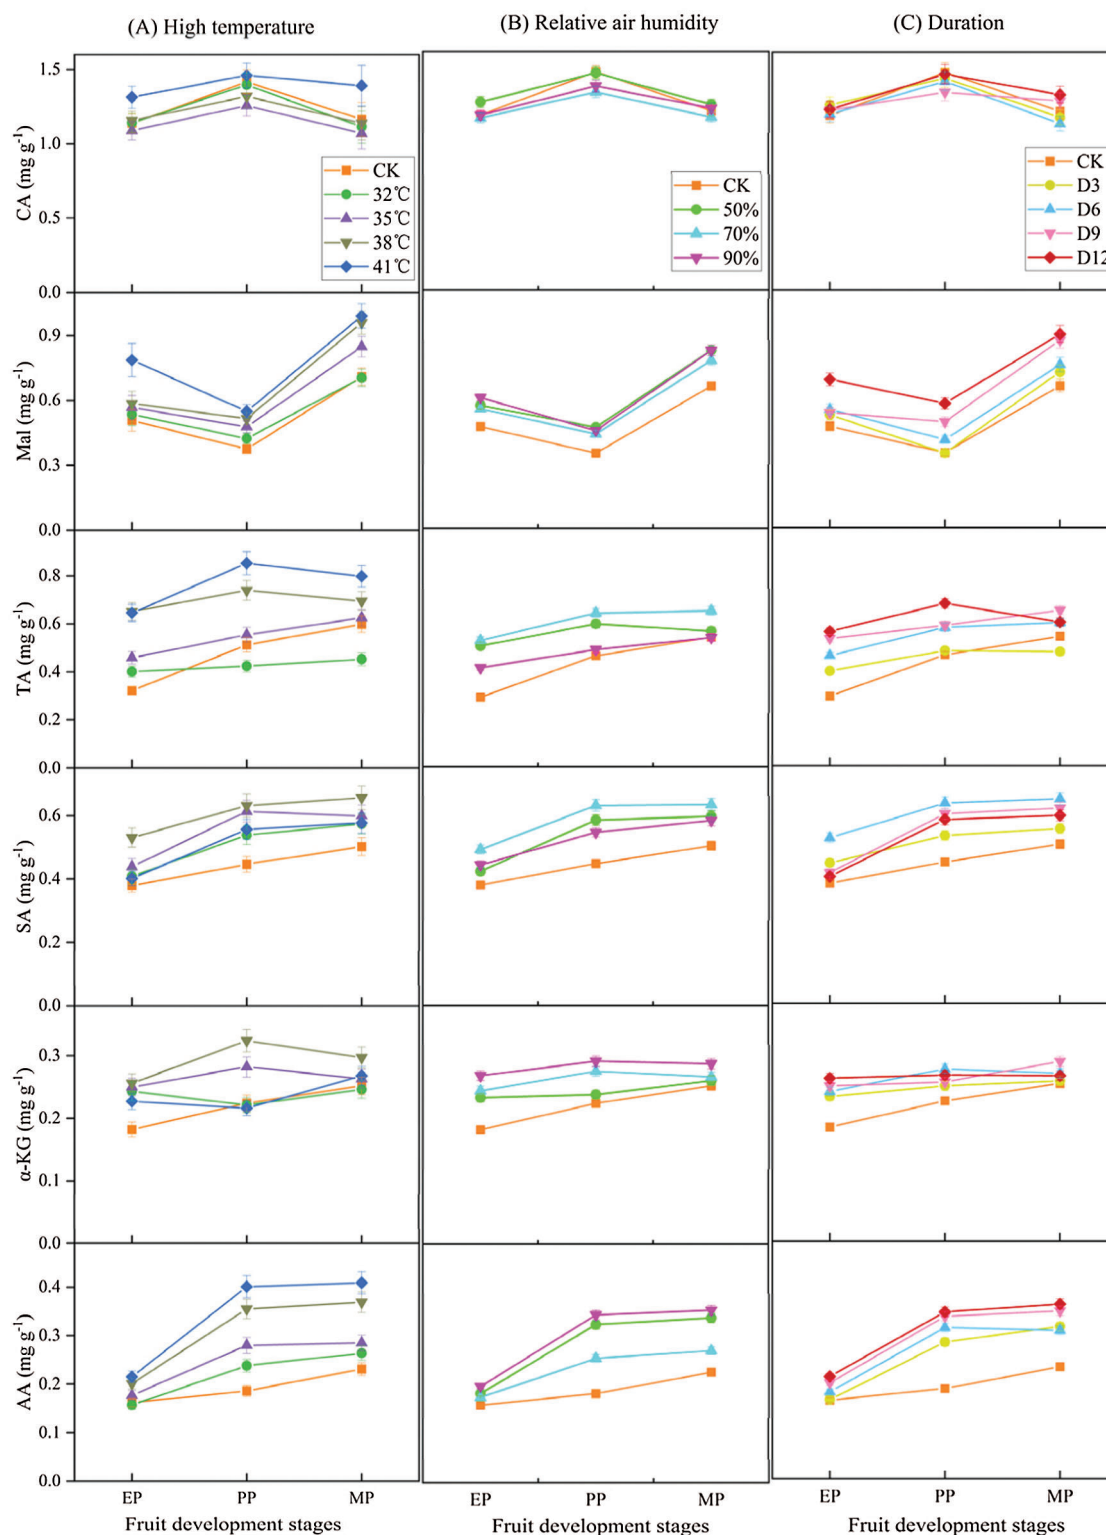 (A) High temperature
(B) Relative air humidity
(C) Duration
CA (mg g⁻¹)
1.5
1.0
0.5
0.0
CK
32℃
35℃
38℃
41℃
CK
50%
70%
90%
CK
D3
D6
D9
D12
Mal (mg g⁻¹)
0.9
0.6
0.3
0.0
TA (mg g⁻¹)
0.8
0.6
0.4
0.2
0.0
SA (mg g⁻¹)
0.6
0.4
0.2
0.0
α-KG (mg g⁻¹)
0.3
0.2
0.1
0.0
AA (mg g⁻¹)
0.4
0.3
0.2
0.1
0.0
EP PP MP
EP PP MP
EP PP MP
Fruit development stages
Fruit development stages
Fruit development stages